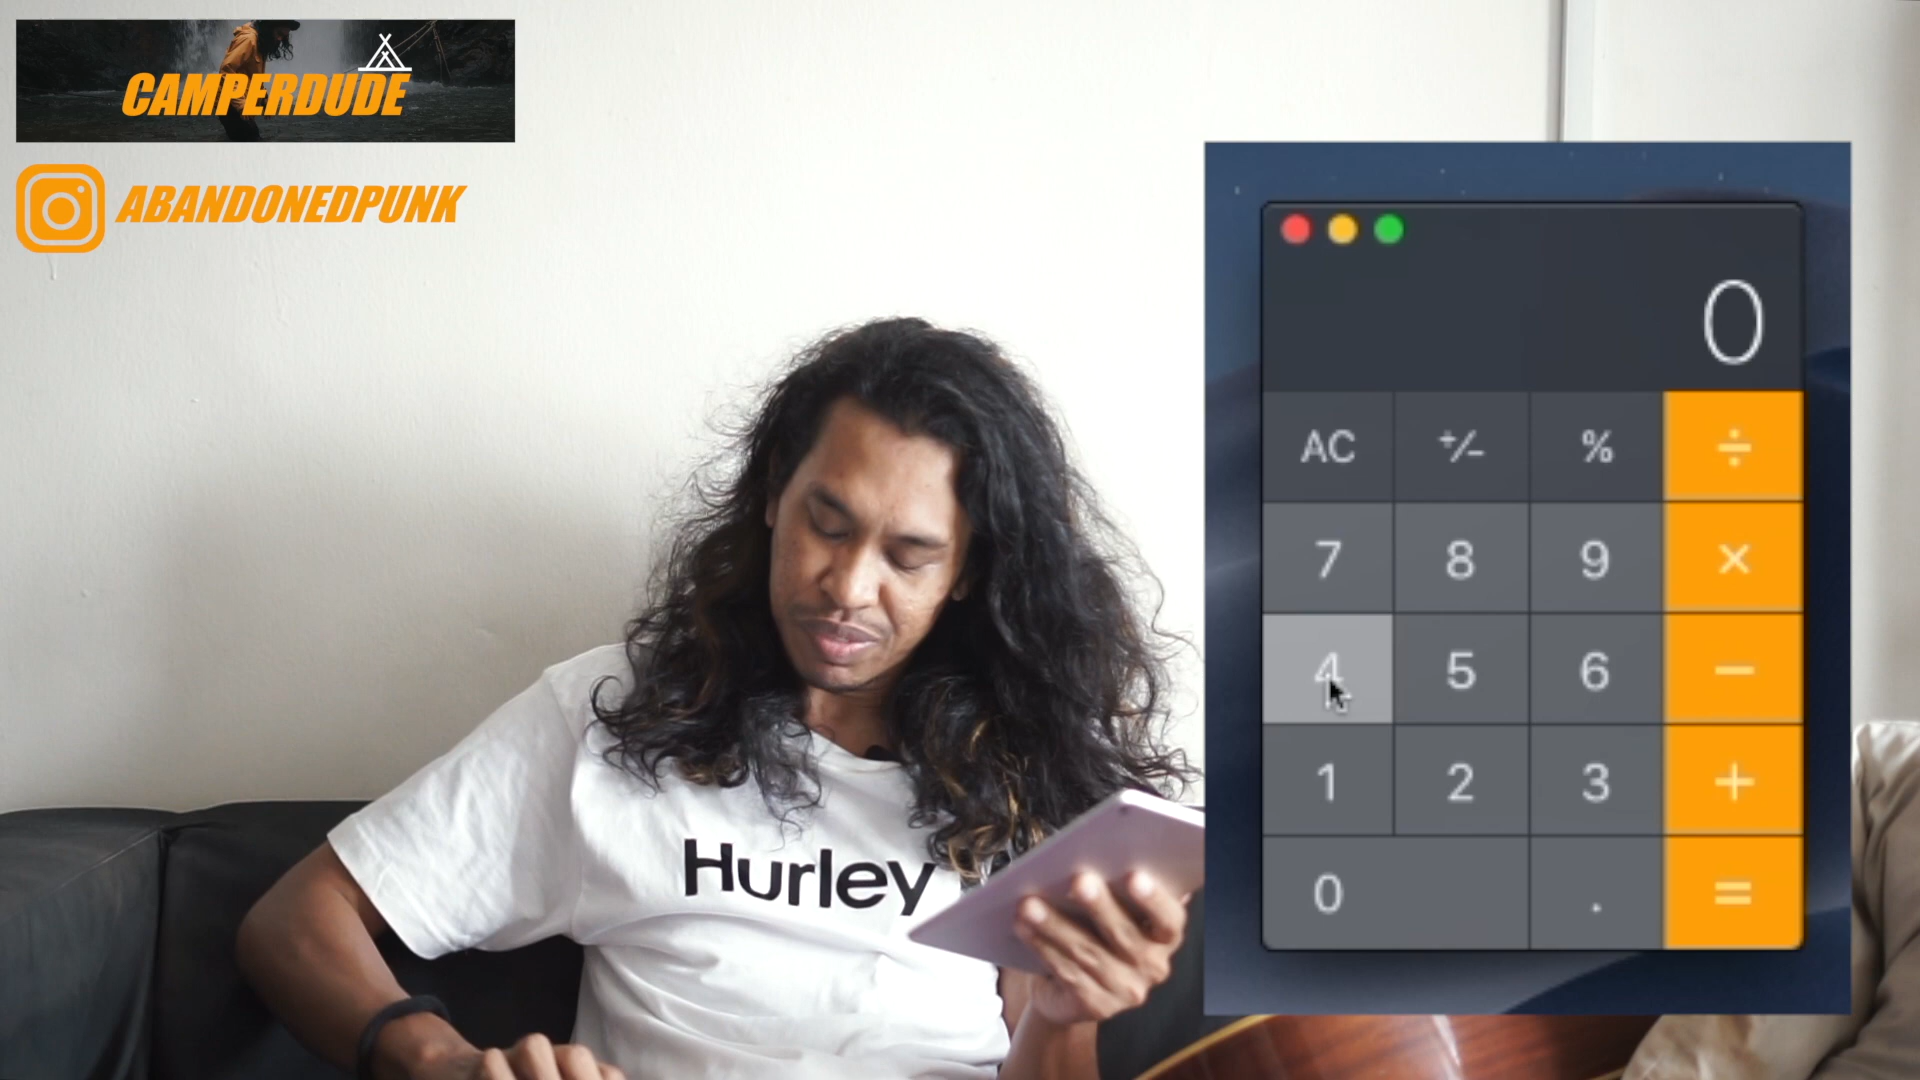 CAMPERDUDE
ABANDONEDPUNK
0
AC +/- % ÷
7 8 9 ×
4 5 6 −
1 2 3 +
0 . =
Hurley